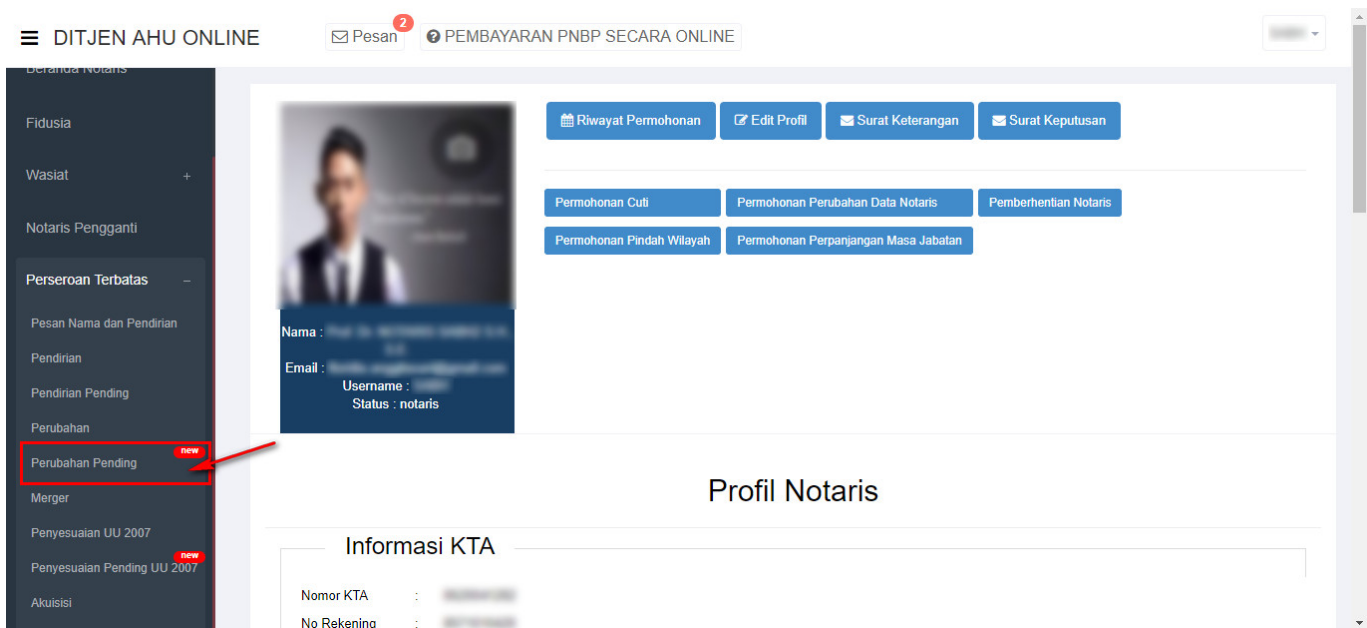 DITJEN AHU ONLINE
Pesan 2
PEMBAYARAN PNBP SECARA ONLINE
Beranda Notaris
Fidusia
Wasiat +
Notaris Pengganti
Perseroan Terbatas –
Pesan Nama dan Pendirian
Pendirian
Pendirian Pending
Perubahan
Perubahan Pending new
Merger
Penyesuaian UU 2007
Penyesuaian Pending UU 2007 new
Akuisisi
Riwayat Permohonan
Edit Profil
Surat Keterangan
Surat Keputusan
Permohonan Cuti
Permohonan Perubahan Data Notaris
Pemberhentian Notaris
Permohonan Pindah Wilayah
Permohonan Perpanjangan Masa Jabatan
Nama :
Email :
Username :
Status : notaris
Profil Notaris
Informasi KTA
Nomor KTA :
No Rekening :